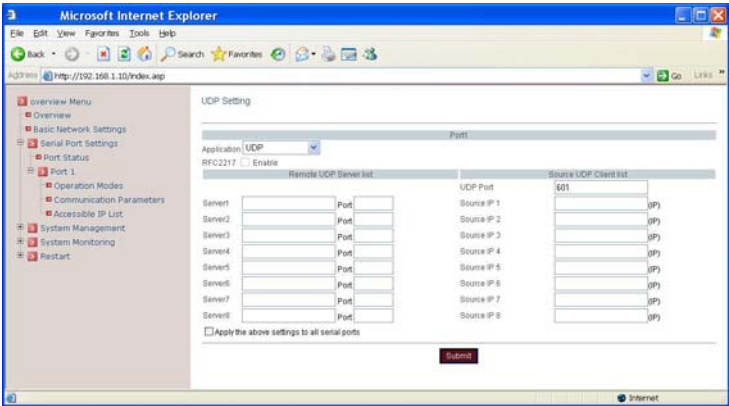 Microsoft Internet Explorer
File Edit View Favorites Tools Help
Back Search Favorites
Address http://192.168.1.10/index.asp Go Links »
overview Menu
Overview
Basic Network Settings
Serial Port Settings
Port Status
Port 1
Operation Modes
Communication Parameters
Accessible IP List
System Management
System Monitoring
Restart
UDP Setting
Port1
Application UDP
RFC2217 Enable
Remote UDP Server list Source UDP Client list
UDP Port 601
Server1 Port Source IP 1 (IP)
Server2 Port Source IP 2 (IP)
Server3 Port Source IP 3 (IP)
Server4 Port Source IP 4 (IP)
Server5 Port Source IP 5 (IP)
Server6 Port Source IP 6 (IP)
Server7 Port Source IP 7 (IP)
Server8 Port Source IP 8 (IP)
Apply the above settings to all serial ports
Submit
Internet